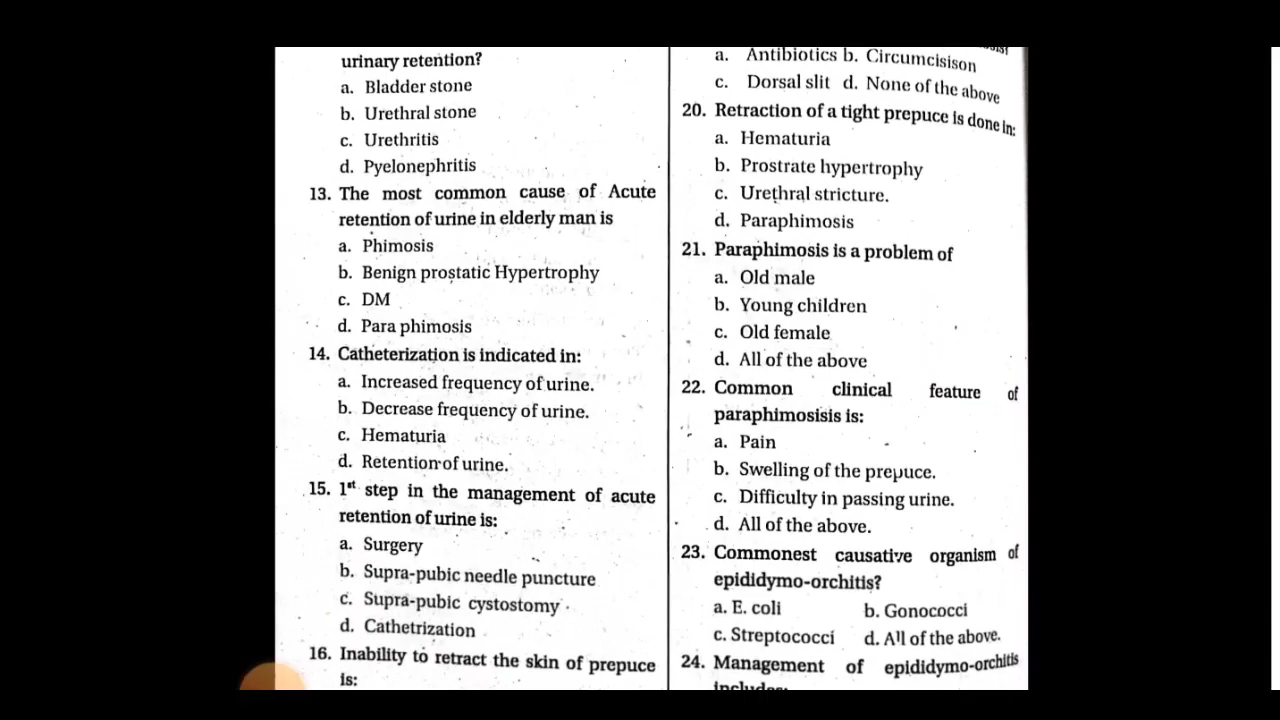 urinary retention?
a. Bladder stone
b. Urethral stone
c. Urethritis
d. Pyelonephritis
13. The most common cause of Acute
retention of urine in elderly man is
a. Phimosis
b. Benign prostatic Hypertrophy
c. DM
d. Para phimosis
14. Catheterization is indicated in:
a. Increased frequency of urine.
b. Decrease frequency of urine.
c. Hematuria
d. Retention of urine.
15. 1st step in the management of acute
retention of urine is:
a. Surgery
b. Supra-pubic needle puncture
c. Supra-pubic cystostomy
d. Cathetrization
16. Inability to retract the skin of prepuce
is:
a. Antibiotics b. Circumcisison
c. Dorsal slit d. None of the above
20. Retraction of a tight prepuce is done in:
a. Hematuria
b. Prostrate hypertrophy
c. Urethral stricture.
d. Paraphimosis
21. Paraphimosis is a problem of
a. Old male
b. Young children
c. Old female
d. All of the above
22. Common clinical feature of
paraphimosisis is:
a. Pain
b. Swelling of the prepuce.
c. Difficulty in passing urine.
d. All of the above.
23. Commonest causative organism of
epididymo-orchitis?
a. E. coli b. Gonococci
c. Streptococci d. All of the above.
24. Management of epididymo-orchitis
includes: